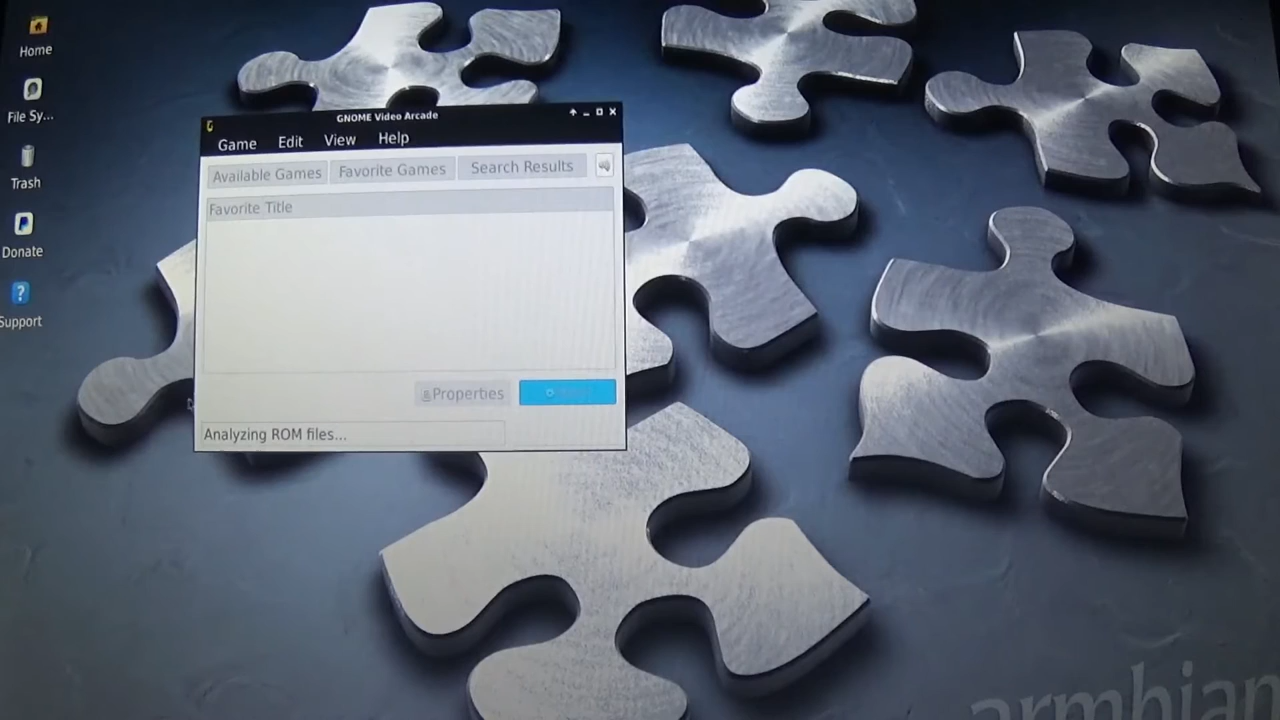 Home
File Sy...
Trash
Donate
Support
GNOME Video Arcade
Game Edit View Help
Available Games Favorite Games Search Results
Favorite Title
Properties
Analyzing ROM files...
armbian